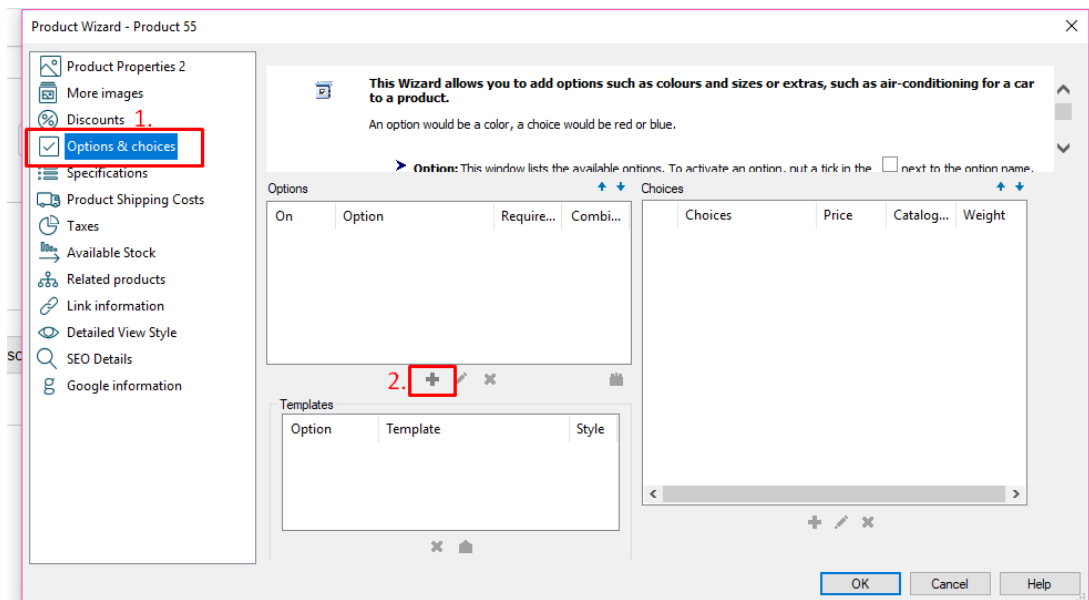 Product Wizard - Product 55
Product Properties 2
More images
Discounts
1.
Options & choices
Specifications
Product Shipping Costs
Taxes
Available Stock
Related products
Link information
Detailed View Style
SEO Details
Google information
This Wizard allows you to add options such as colours and sizes or extras, such as air-conditioning for a car
to a product.
An option would be a color, a choice would be red or blue.
Option: This window lists the available options. To activate an option, put a tick in the next to the option name.
Options
On Option Require... Combi...
2.
Templates
Option Template Style
Choices
Choices Price Catalog... Weight
OK Cancel Help